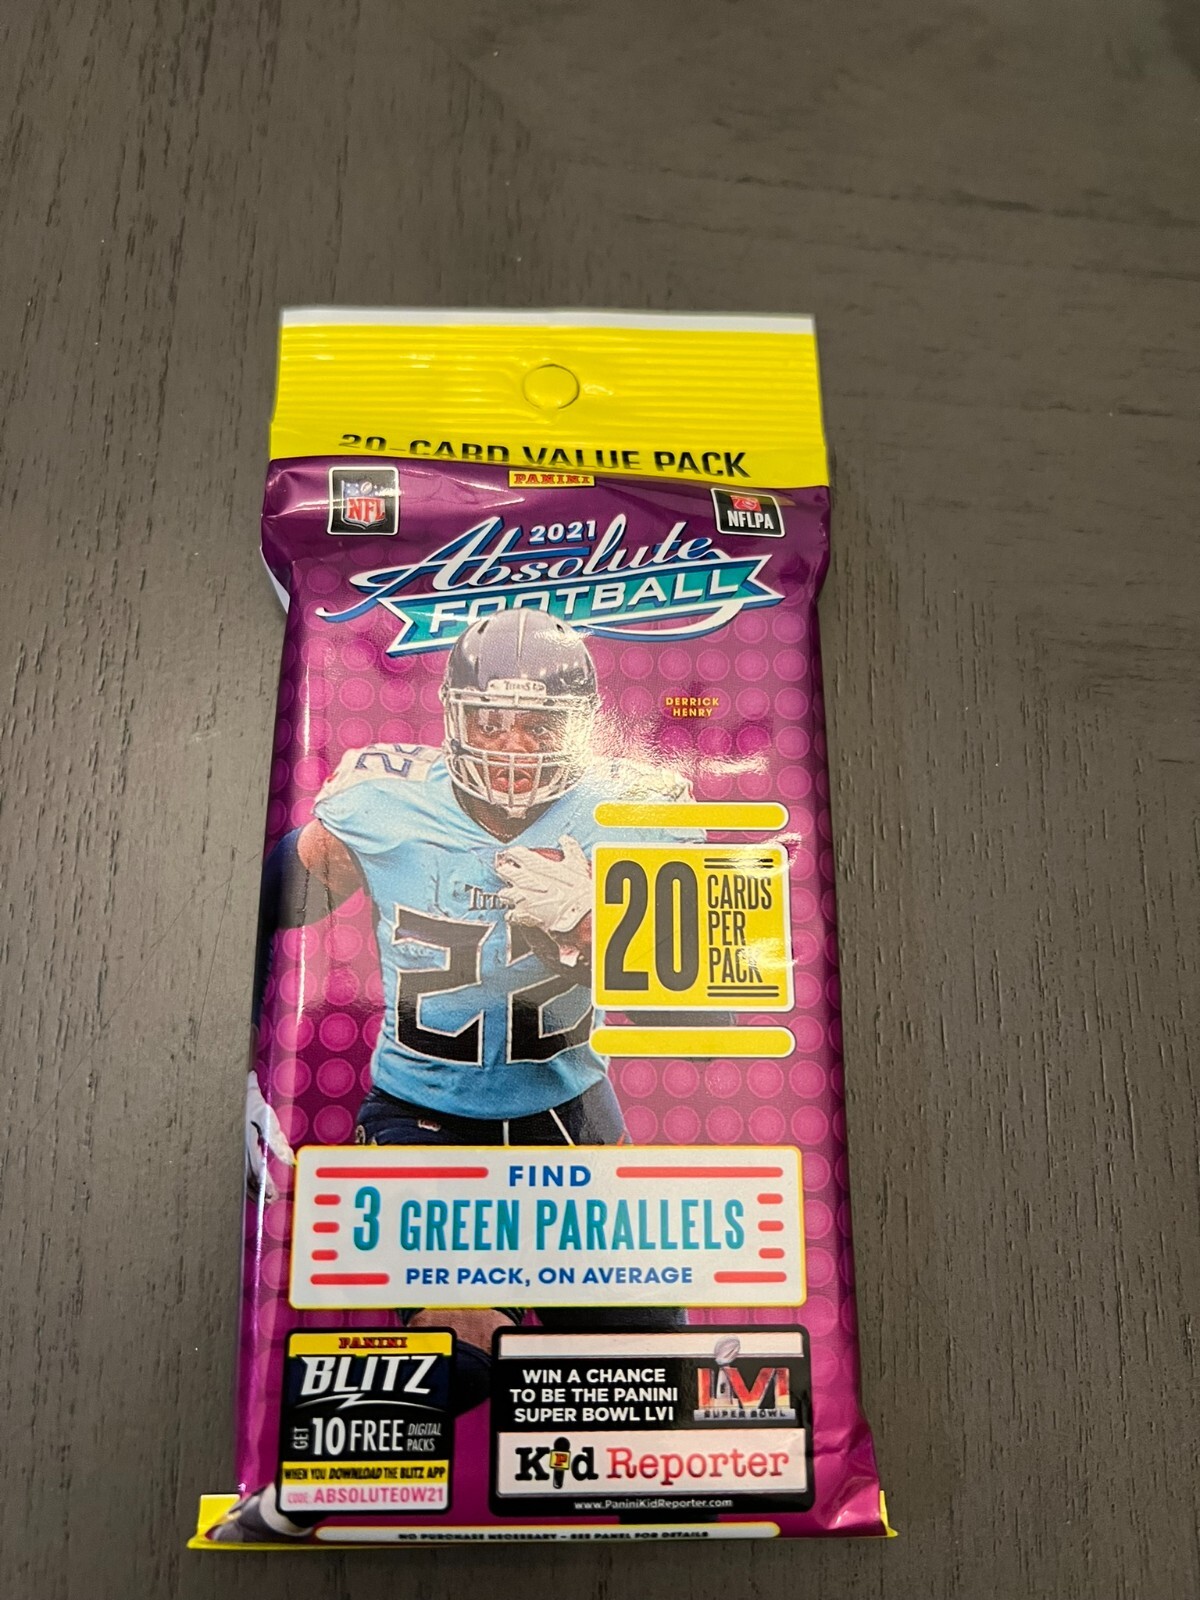 20-CARD VALUE PACK
PANINI
NFL
NFLPA
2021
Absolute
FOOTBALL
TITANS
DERRICK
HENRY
22
20 CARDS
PER
PACK
FIND
3 GREEN PARALLELS
PER PACK, ON AVERAGE
PANINI
BLITZ
GET 10 FREE DIGITAL PACKS
WHEN YOU DOWNLOAD THE BLITZ APP
CODE: ABSOLUTEOW21
WIN A CHANCE
TO BE THE PANINI
SUPER BOWL LVI
LVI
SUPER BOWL
Kid Reporter
www.PaniniKidReporter.com
NO PURCHASE NECESSARY – SEE PANEL FOR DETAILS